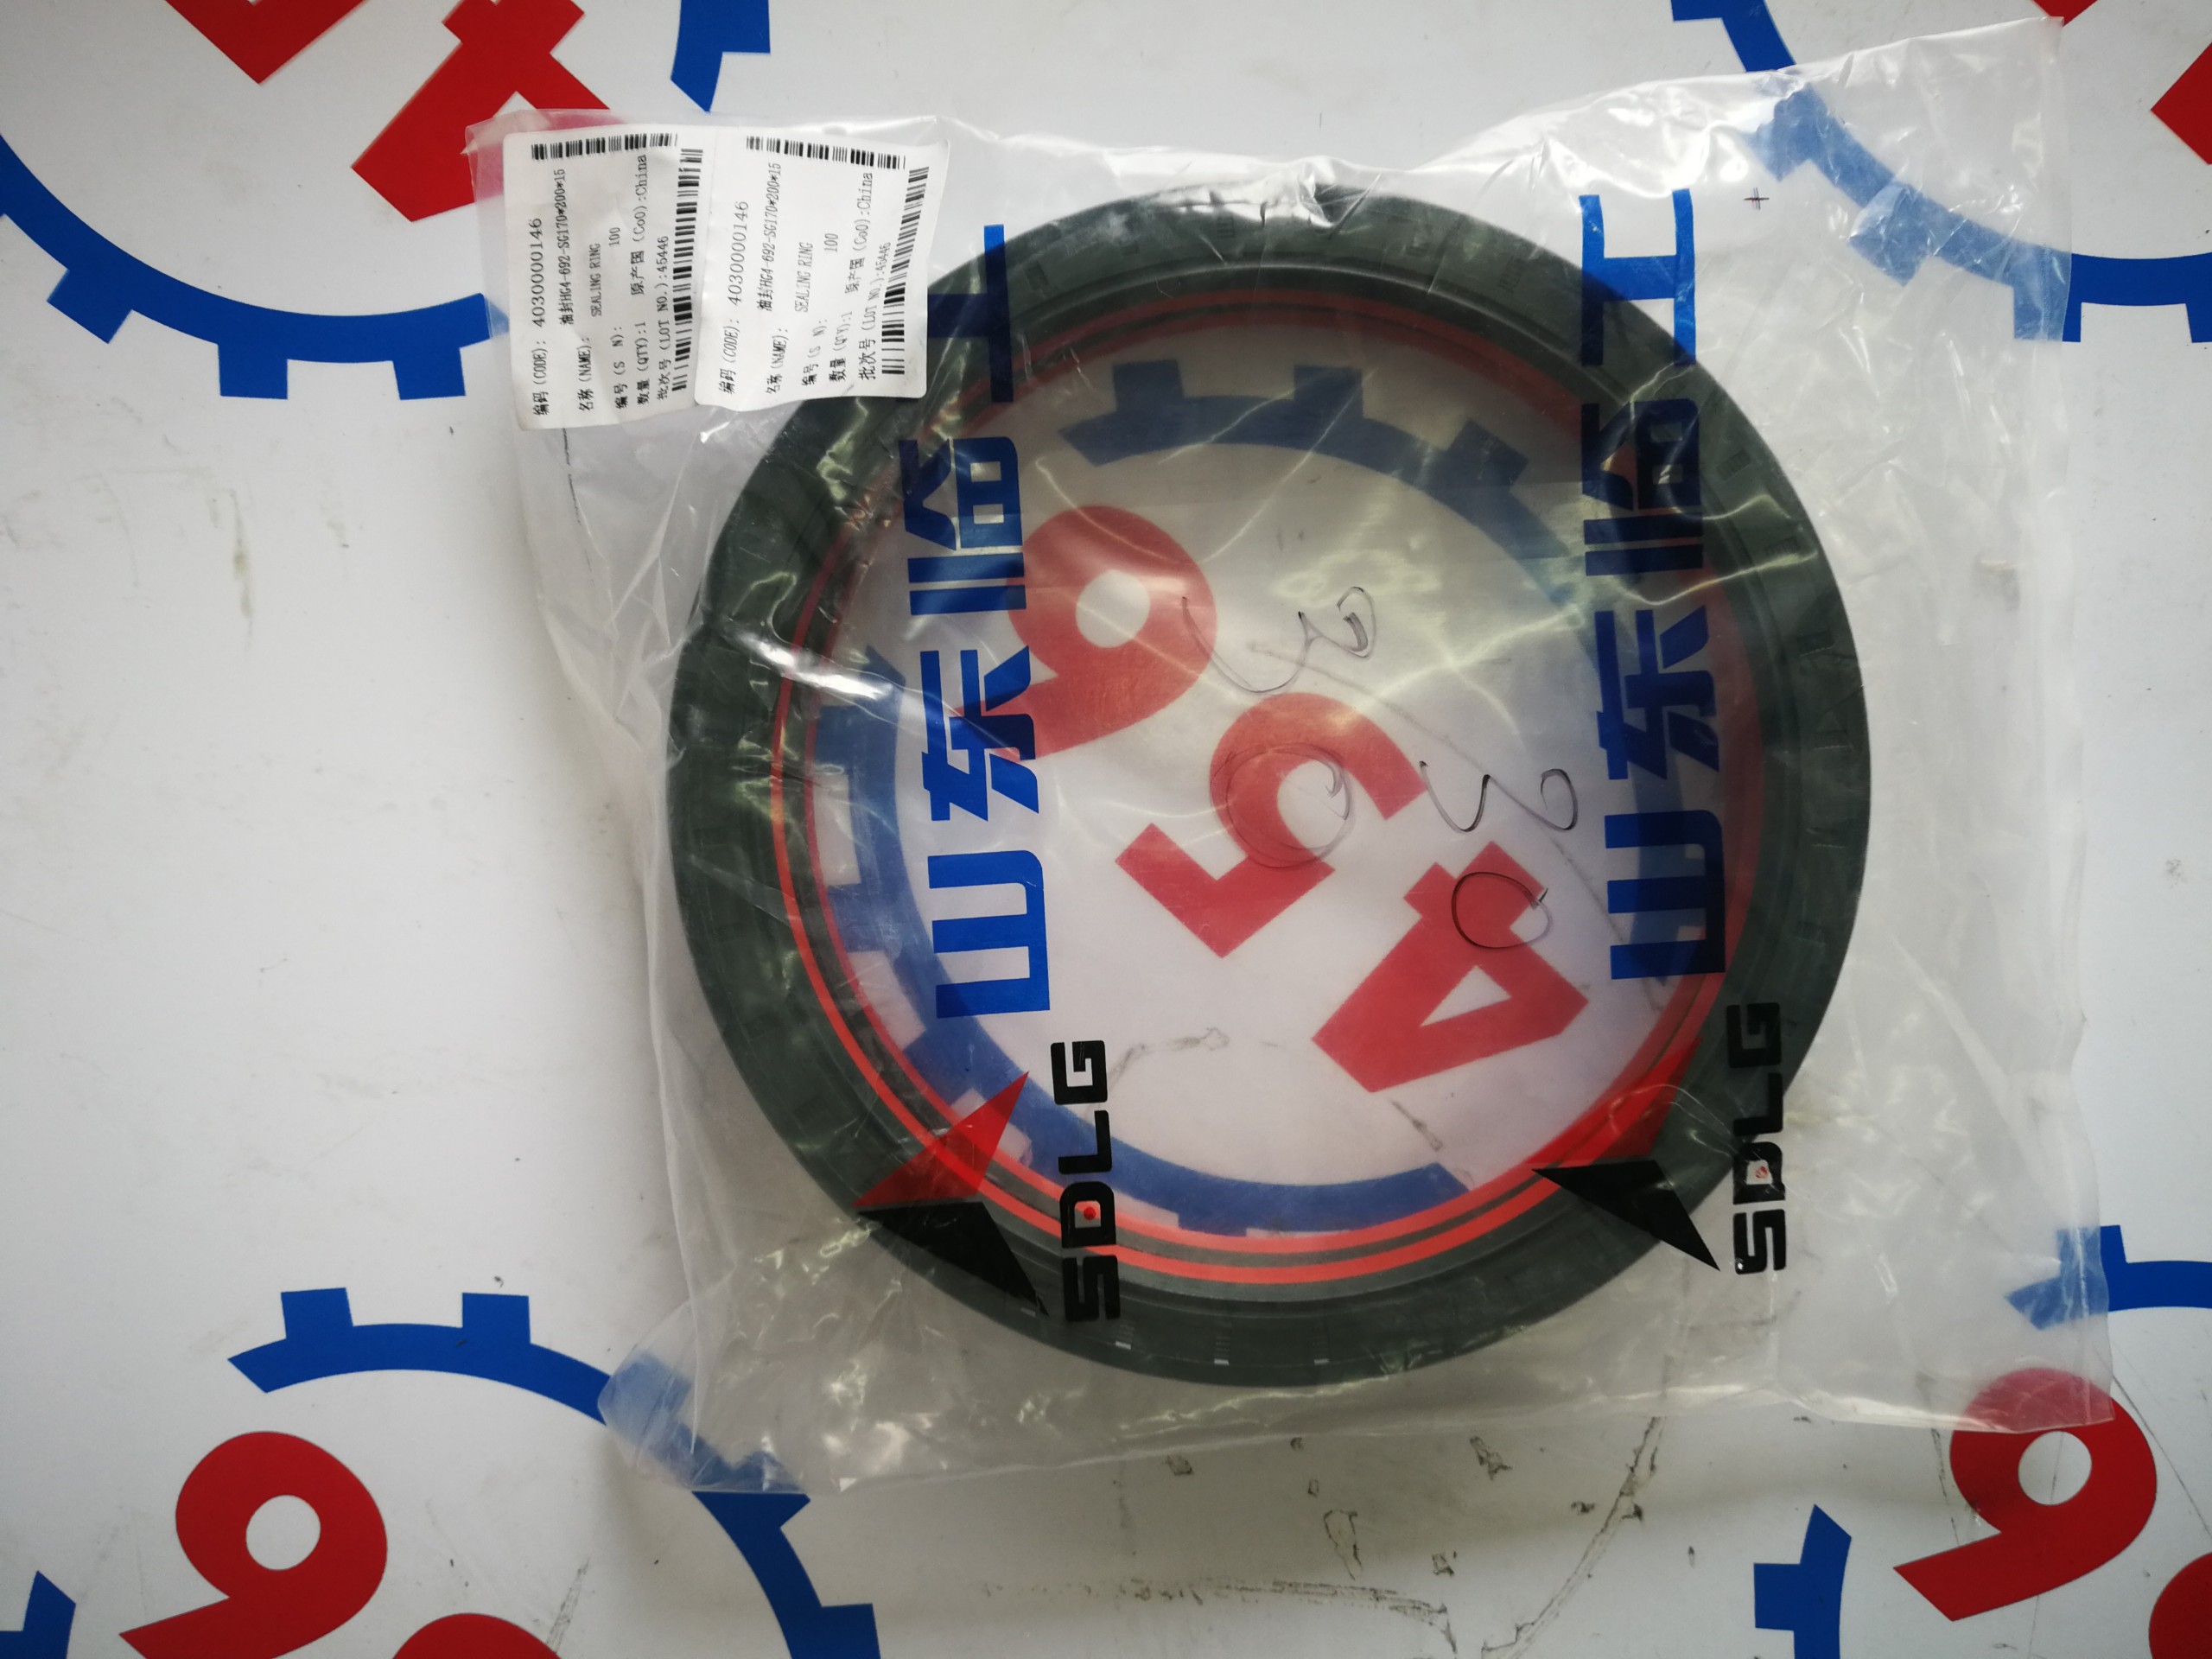 编码 (CODE): 4030000146
名称 (NAME): 油封HG4-692-SG170*200*15
SEALING RING
编号 (S N): 100
数量 (QTY):1 原产国 (CoO):China
批次号 (LOT NO.):45446
编码 (CODE): 4030000146
名称 (NAME): 油封HG4-692-SG170*200*15
SEALING RING
编号 (S N): 100
数量 (QTY):1 原产国 (CoO):China
批次号 (LOT NO.):45446
SDLG 山东临工
SDLG 山东临工
954
9
9
4